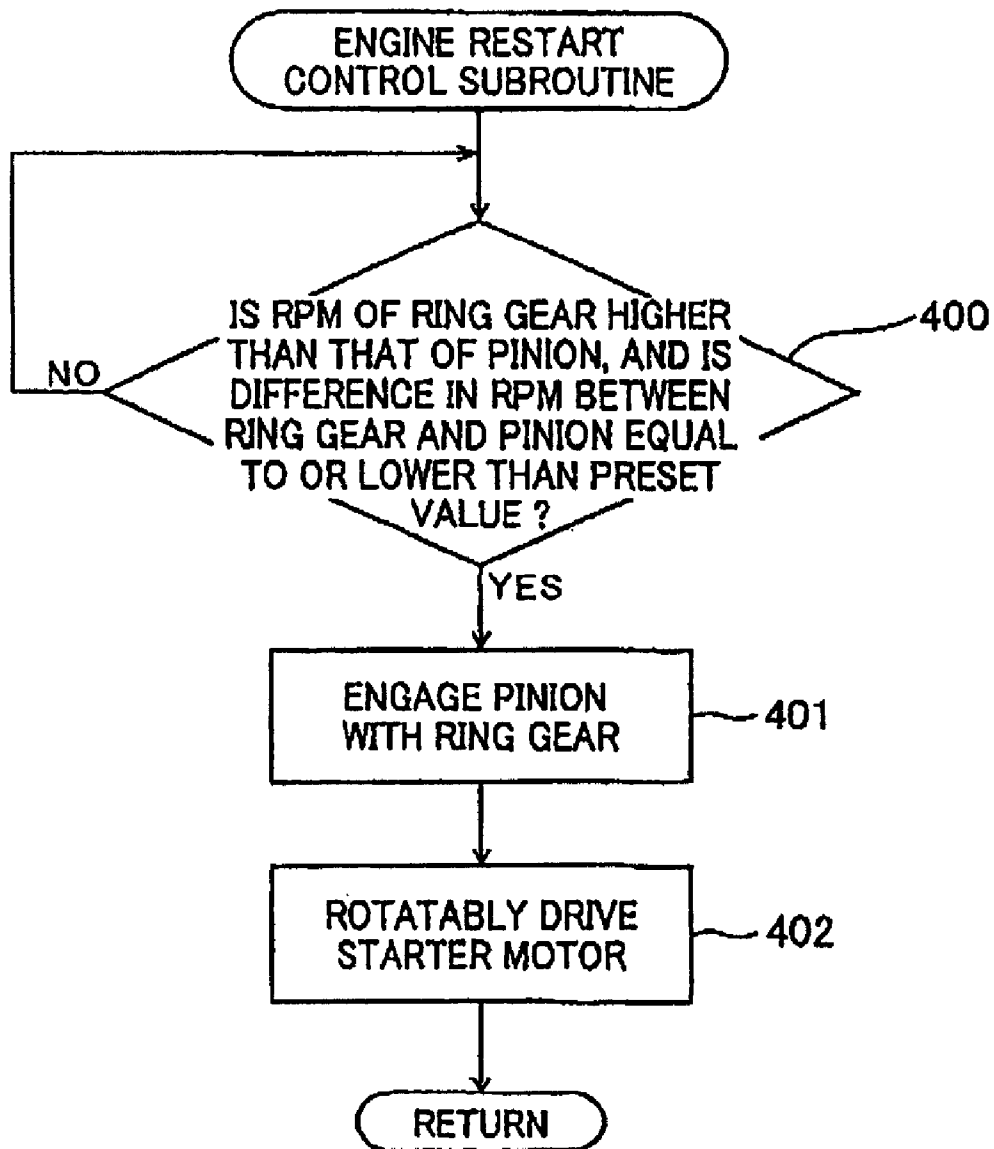 ENGINE RESTART
CONTROL SUBROUTINE
IS RPM OF RING GEAR HIGHER
THAN THAT OF PINION, AND IS
DIFFERENCE IN RPM BETWEEN
RING GEAR AND PINION EQUAL
TO OR LOWER THAN PRESET
VALUE ?
400
NO
YES
ENGAGE PINION
WITH RING GEAR
401
ROTATABLY DRIVE
STARTER MOTOR
402
RETURN